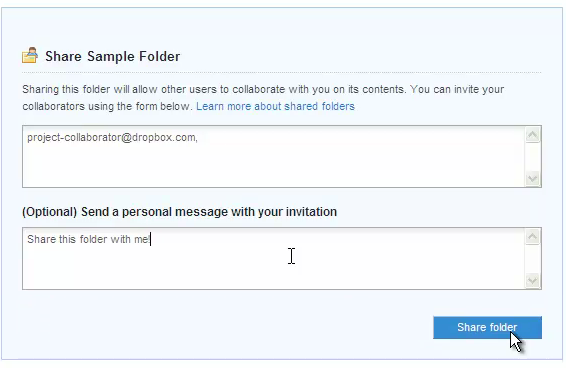 Share Sample Folder
Sharing this folder will allow other users to collaborate with you on its contents. You can invite your
collaborators using the form below. Learn more about shared folders
project-collaborator@dropbox.com,
(Optional) Send a personal message with your invitation
Share this folder with me!
Share folder